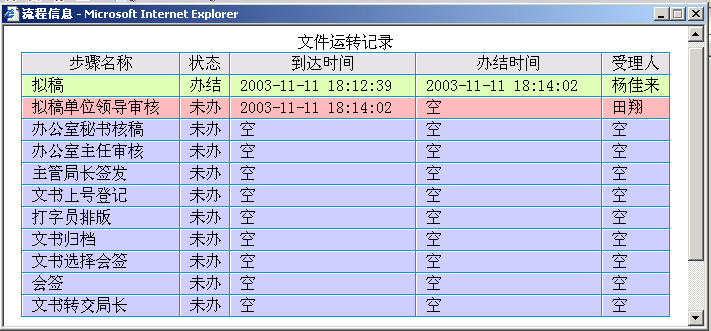 流程信息 - Microsoft Internet Explorer
文件运转记录
步骤名称 状态 到达时间 办结时间 受理人
拟稿 办结 2003-11-11 18:12:39 2003-11-11 18:14:02 杨佳来
拟稿单位领导审核 未办 2003-11-11 18:14:02 空 田翔
办公室秘书核稿 未办 空 空 空
办公室主任审核 未办 空 空 空
主管局长签发 未办 空 空 空
文书上号登记 未办 空 空 空
打字员排版 未办 空 空 空
文书归档 未办 空 空 空
文书选择会签 未办 空 空 空
会签 未办 空 空 空
文书转交局长 未办 空 空 空